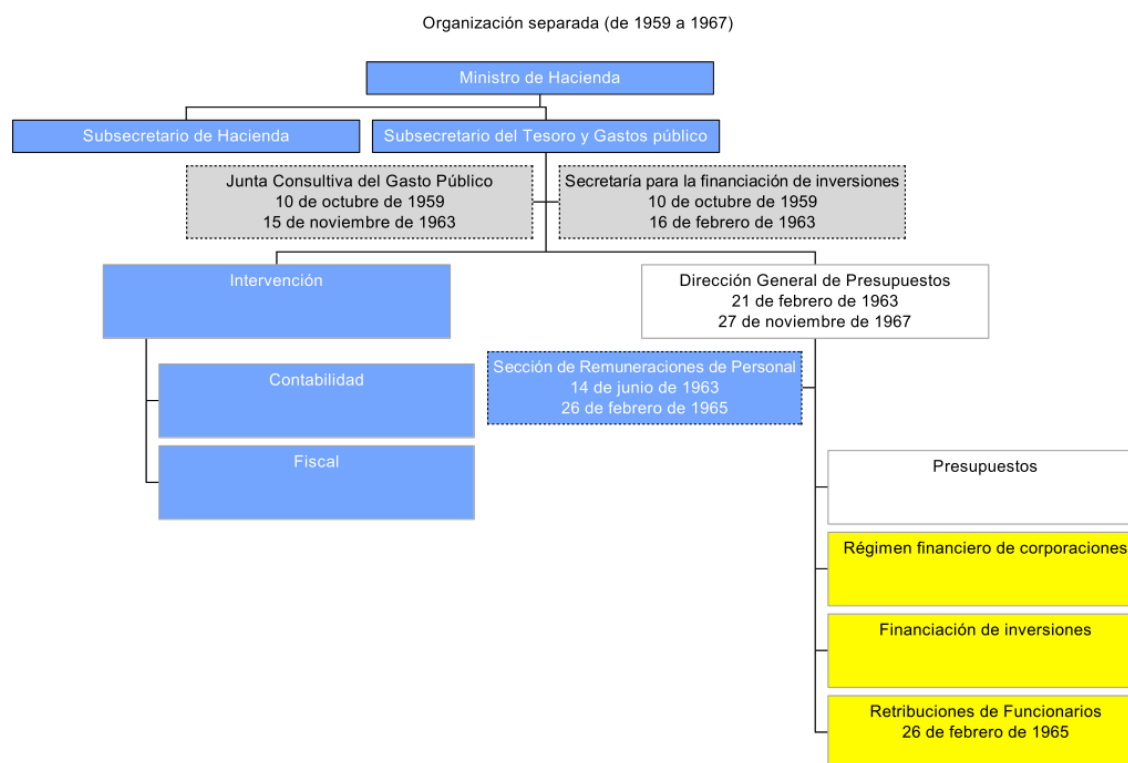 Organización separada (de 1959 a 1967)
Ministro de Hacienda
Subsecretario de Hacienda
Subsecretario del Tesoro y Gastos público
Junta Consultiva del Gasto Público
10 de octubre de 1959
15 de noviembre de 1963
Secretaría para la financiación de inversiones
10 de octubre de 1959
16 de febrero de 1963
Intervención
Dirección General de Presupuestos
21 de febrero de 1963
27 de noviembre de 1967
Contabilidad
Fiscal
Sección de Remuneraciones de Personal
14 de junio de 1963
26 de febrero de 1965
Presupuestos
Régimen financiero de corporaciones
Financiación de inversiones
Retribuciones de Funcionarios
26 de febrero de 1965